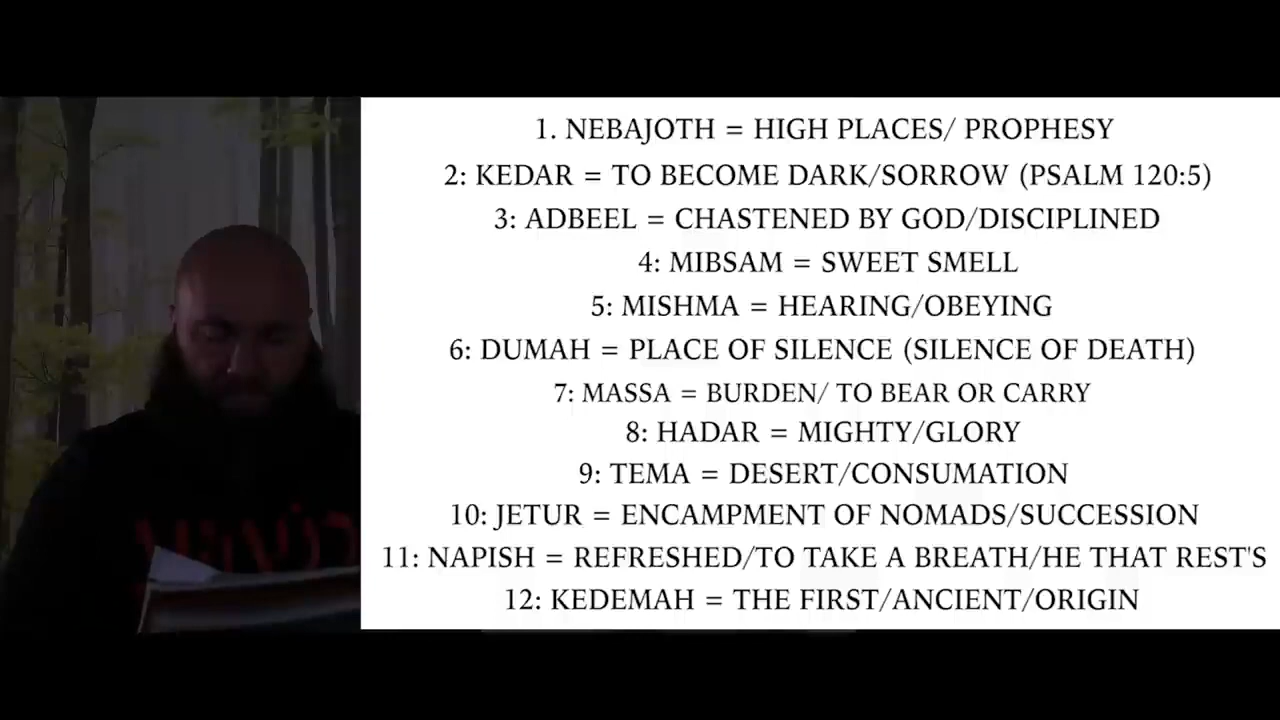 1. NEBAJOTH = HIGH PLACES/ PROPHESY
2: KEDAR = TO BECOME DARK/SORROW (PSALM 120:5)
3: ADBEEL = CHASTENED BY GOD/DISCIPLINED
4: MIBSAM = SWEET SMELL
5: MISHMA = HEARING/OBEYING
6: DUMAH = PLACE OF SILENCE (SILENCE OF DEATH)
7: MASSA = BURDEN/ TO BEAR OR CARRY
8: HADAR = MIGHTY/GLORY
9: TEMA = DESERT/CONSUMATION
10: JETUR = ENCAMPMENT OF NOMADS/SUCCESSION
11: NAPISH = REFRESHED/TO TAKE A BREATH/HE THAT REST'S
12: KEDEMAH = THE FIRST/ANCIENT/ORIGIN